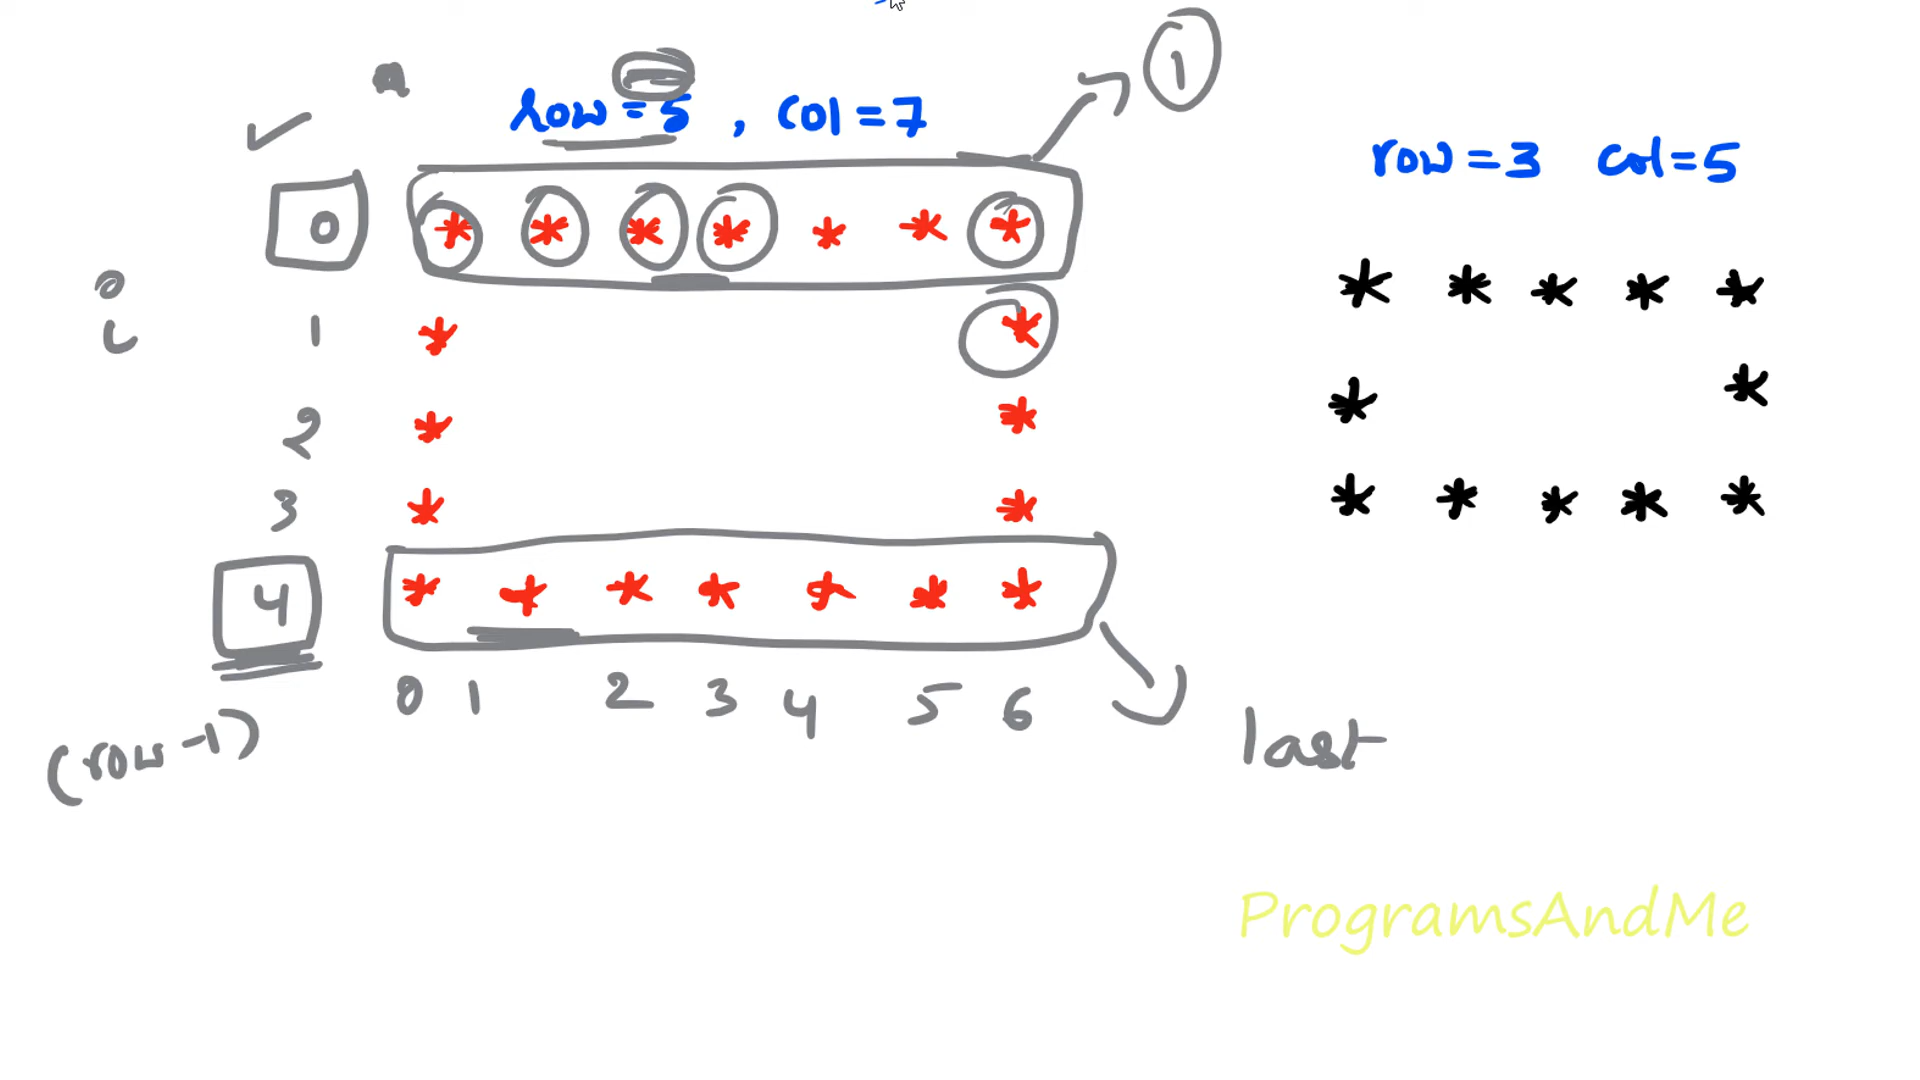 1
row = 5 , col = 7
row = 3 col = 5
0 * * * * * * *
* * * * *
1 * *
* *
2 * *
3 * *
* * * * *
4 * * * * * * *
0 1 2 3 4 5 6
(row -1)
last
ProgramsAndMe